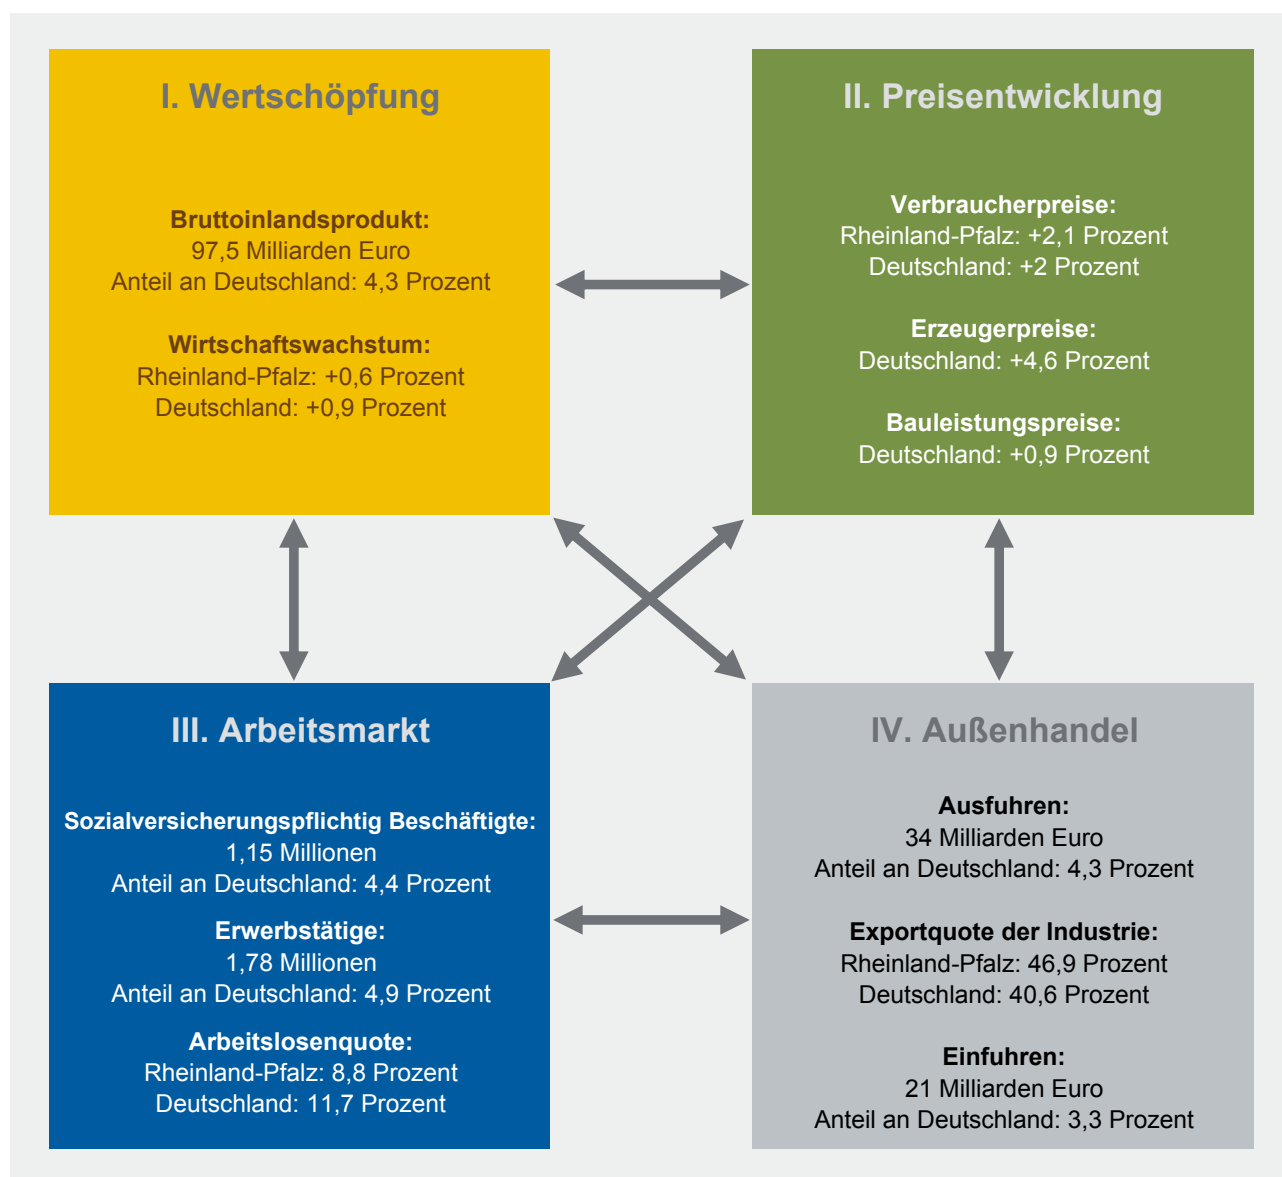 I. Wertschöpfung
Bruttoinlandsprodukt:
97,5 Milliarden Euro
Anteil an Deutschland: 4,3 Prozent
Wirtschaftswachstum:
Rheinland-Pfalz: +0,6 Prozent
Deutschland: +0,9 Prozent
II. Preisentwicklung
Verbraucherpreise:
Rheinland-Pfalz: +2,1 Prozent
Deutschland: +2 Prozent
Erzeugerpreise:
Deutschland: +4,6 Prozent
Bauleistungspreise:
Deutschland: +0,9 Prozent
III. Arbeitsmarkt
Sozialversicherungspflichtig Beschäftigte:
1,15 Millionen
Anteil an Deutschland: 4,4 Prozent
Erwerbstätige:
1,78 Millionen
Anteil an Deutschland: 4,9 Prozent
Arbeitslosenquote:
Rheinland-Pfalz: 8,8 Prozent
Deutschland: 11,7 Prozent
IV. Außenhandel
Ausfuhren:
34 Milliarden Euro
Anteil an Deutschland: 4,3 Prozent
Exportquote der Industrie:
Rheinland-Pfalz: 46,9 Prozent
Deutschland: 40,6 Prozent
Einfuhren:
21 Milliarden Euro
Anteil an Deutschland: 3,3 Prozent